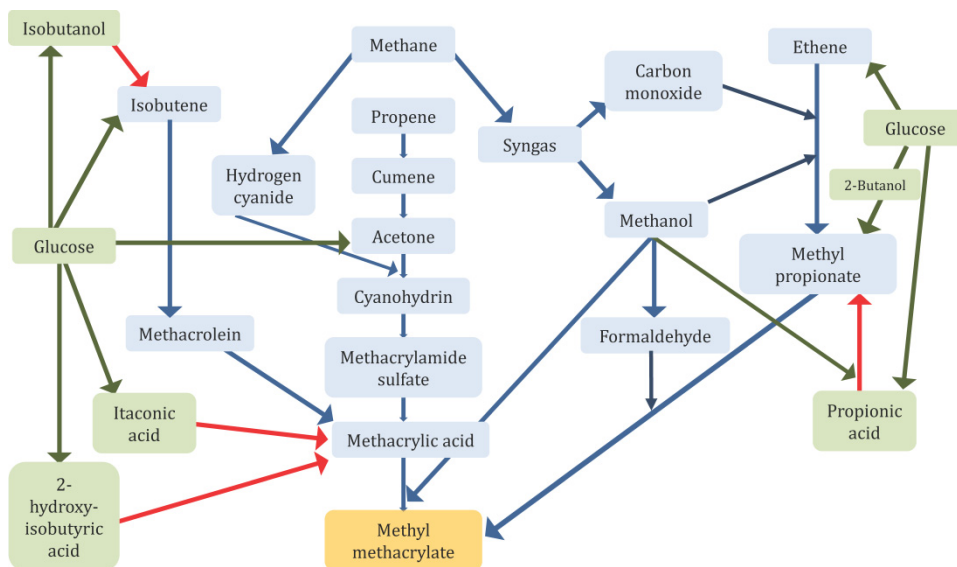 Isobutanol
Methane
Ethene
Carbon
monoxide
Isobutene
Propene
Glucose
Syngas
Hydrogen
cyanide
Cumene
2-Butanol
Methanol
Glucose
Acetone
Methyl
propionate
Cyanohydrin
Methacrolein
Formaldehyde
Methacrylamide
sulfate
Itaconic
acid
Propionic
acid
Methacrylic acid
2-
hydroxy-
isobutyric
acid
Methyl
methacrylate